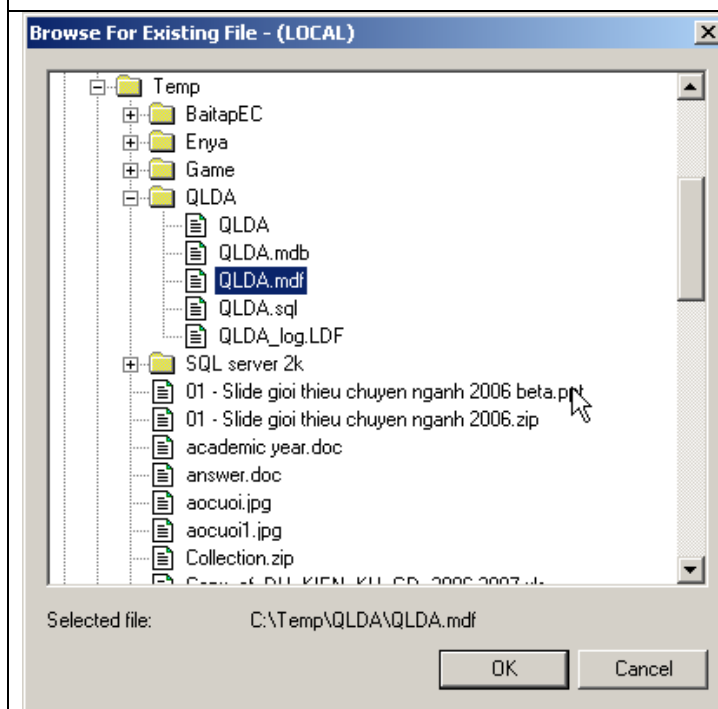 Browse For Existing File - (LOCAL)
Temp
BaitapEC
Enya
Game
QLDA
QLDA
QLDA.mdb
QLDA.mdf
QLDA.sql
QLDA_log.LDF
SQL server 2k
01 - Slide gioi thieu chuyen nganh 2006 beta.ppt
01 - Slide gioi thieu chuyen nganh 2006.zip
academic year.doc
answer.doc
aocuoi.jpg
aocuoi1.jpg
Collection.zip
Selected file: C:\Temp\QLDA\QLDA.mdf
OK Cancel